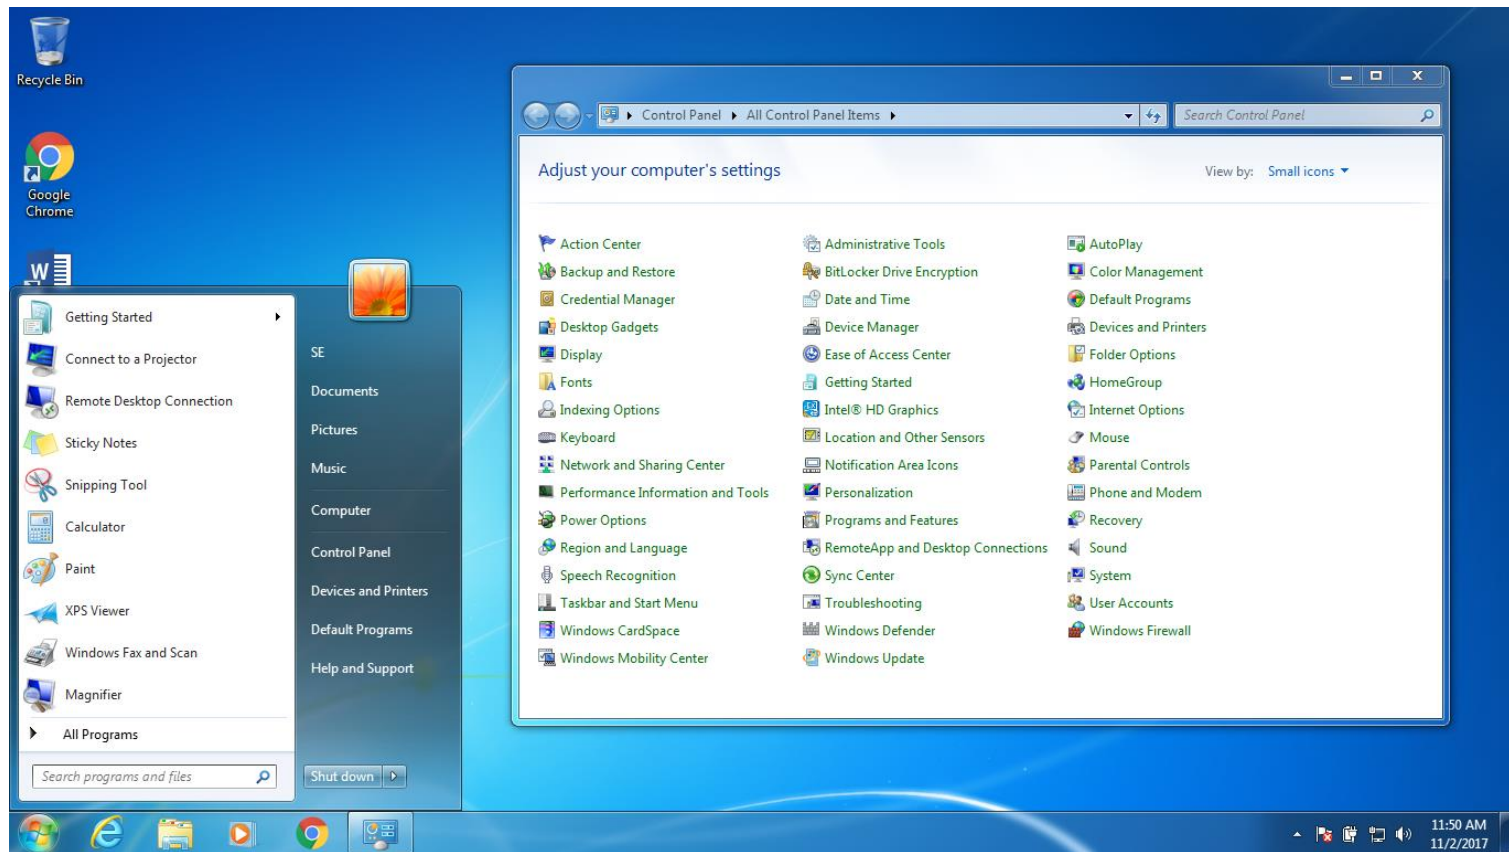 Recycle Bin
Google
Chrome
W
Getting Started
Connect to a Projector
Remote Desktop Connection
Sticky Notes
Snipping Tool
Calculator
Paint
XPS Viewer
Windows Fax and Scan
Magnifier
All Programs
Search programs and files
SE
Documents
Pictures
Music
Computer
Control Panel
Devices and Printers
Default Programs
Help and Support
Shut down
Control Panel All Control Panel Items
Search Control Panel
Adjust your computer's settings
View by: Small icons
Action Center
Administrative Tools
AutoPlay
Backup and Restore
BitLocker Drive Encryption
Color Management
Credential Manager
Date and Time
Default Programs
Desktop Gadgets
Device Manager
Devices and Printers
Display
Ease of Access Center
Folder Options
Fonts
Getting Started
HomeGroup
Indexing Options
Intel® HD Graphics
Internet Options
Keyboard
Location and Other Sensors
Mouse
Network and Sharing Center
Notification Area Icons
Parental Controls
Performance Information and Tools
Personalization
Phone and Modem
Power Options
Programs and Features
Recovery
Region and Language
RemoteApp and Desktop Connections
Sound
Speech Recognition
Sync Center
System
Taskbar and Start Menu
Troubleshooting
User Accounts
Windows CardSpace
Windows Defender
Windows Firewall
Windows Mobility Center
Windows Update
11:50 AM
11/2/2017